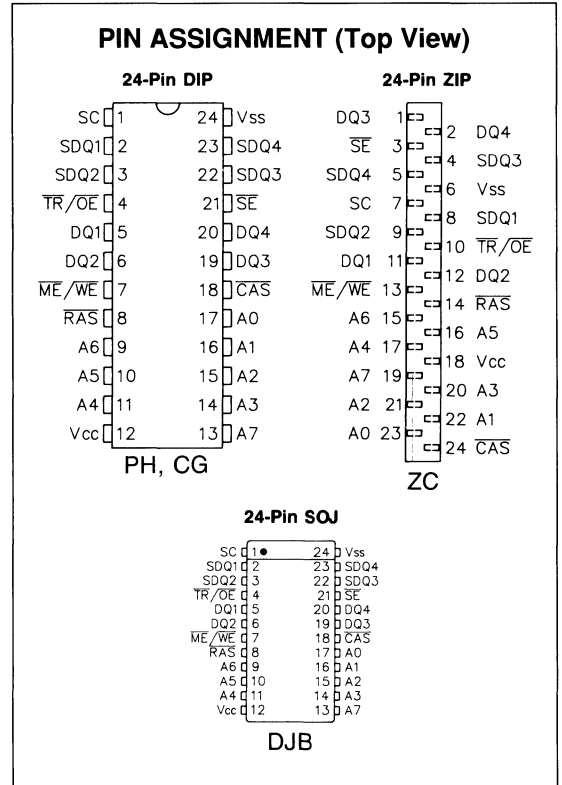 PIN ASSIGNMENT (Top View)
24-Pin DIP
SC 1 24 Vss
SDQ1 2 23 SDQ4
SDQ2 3 22 SDQ3
TR/OE 4 21 SE
DQ1 5 20 DQ4
DQ2 6 19 DQ3
ME/WE 7 18 CAS
RAS 8 17 A0
A6 9 16 A1
A5 10 15 A2
A4 11 14 A3
Vcc 12 13 A7
PH, CG
24-Pin ZIP
DQ3 1
2 DQ4
SE 3
4 SDQ3
SDQ4 5
6 Vss
SC 7
8 SDQ1
SDQ2 9
10 TR/OE
DQ1 11
12 DQ2
ME/WE 13
14 RAS
A6 15
16 A5
A4 17
18 Vcc
A7 19
20 A3
A2 21
22 A1
A0 23
24 CAS
ZC
24-Pin SOJ
SC 1 24 Vss
SDQ1 2 23 SDQ4
SDQ2 3 22 SDQ3
TR/OE 4 21 SE
DQ1 5 20 DQ4
DQ2 6 19 DQ3
ME/WE 7 18 CAS
RAS 8 17 A0
A6 9 16 A1
A5 10 15 A2
A4 11 14 A3
Vcc 12 13 A7
DJB